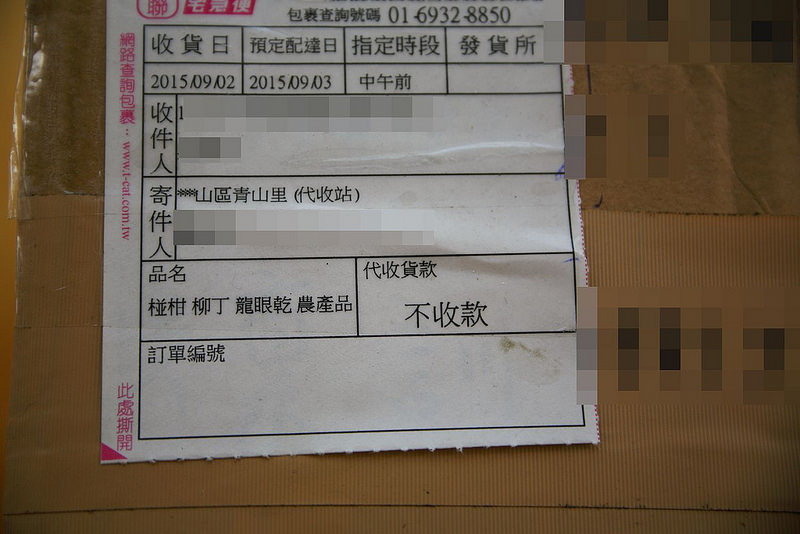 聯 宅急便
包裹查詢號碼 01-6932-8850
收貨日 預定配達日 指定時段 發貨所
2015/09/02 2015/09/03 中午前
收件人
寄件人 ***山區青山里 (代收站)
品名 代收貨款
椪柑 柳丁 龍眼乾 農產品 不收款
訂單編號
網路查詢包裹：www.t-cat.com.tw
此處撕開